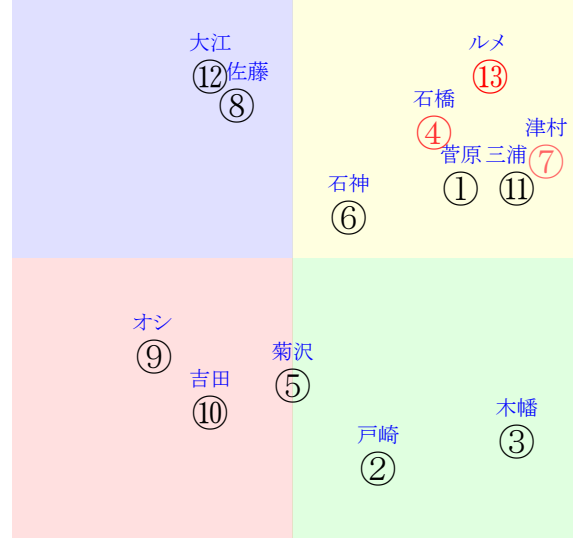 大江
⑫
佐藤
⑧
ルメ
⑬
石橋
④
津村
⑦
菅原
①
三浦
⑪
石神
⑥
オシ
⑨
吉田
⑩
菊沢
⑤
戸崎
②
木幡
③